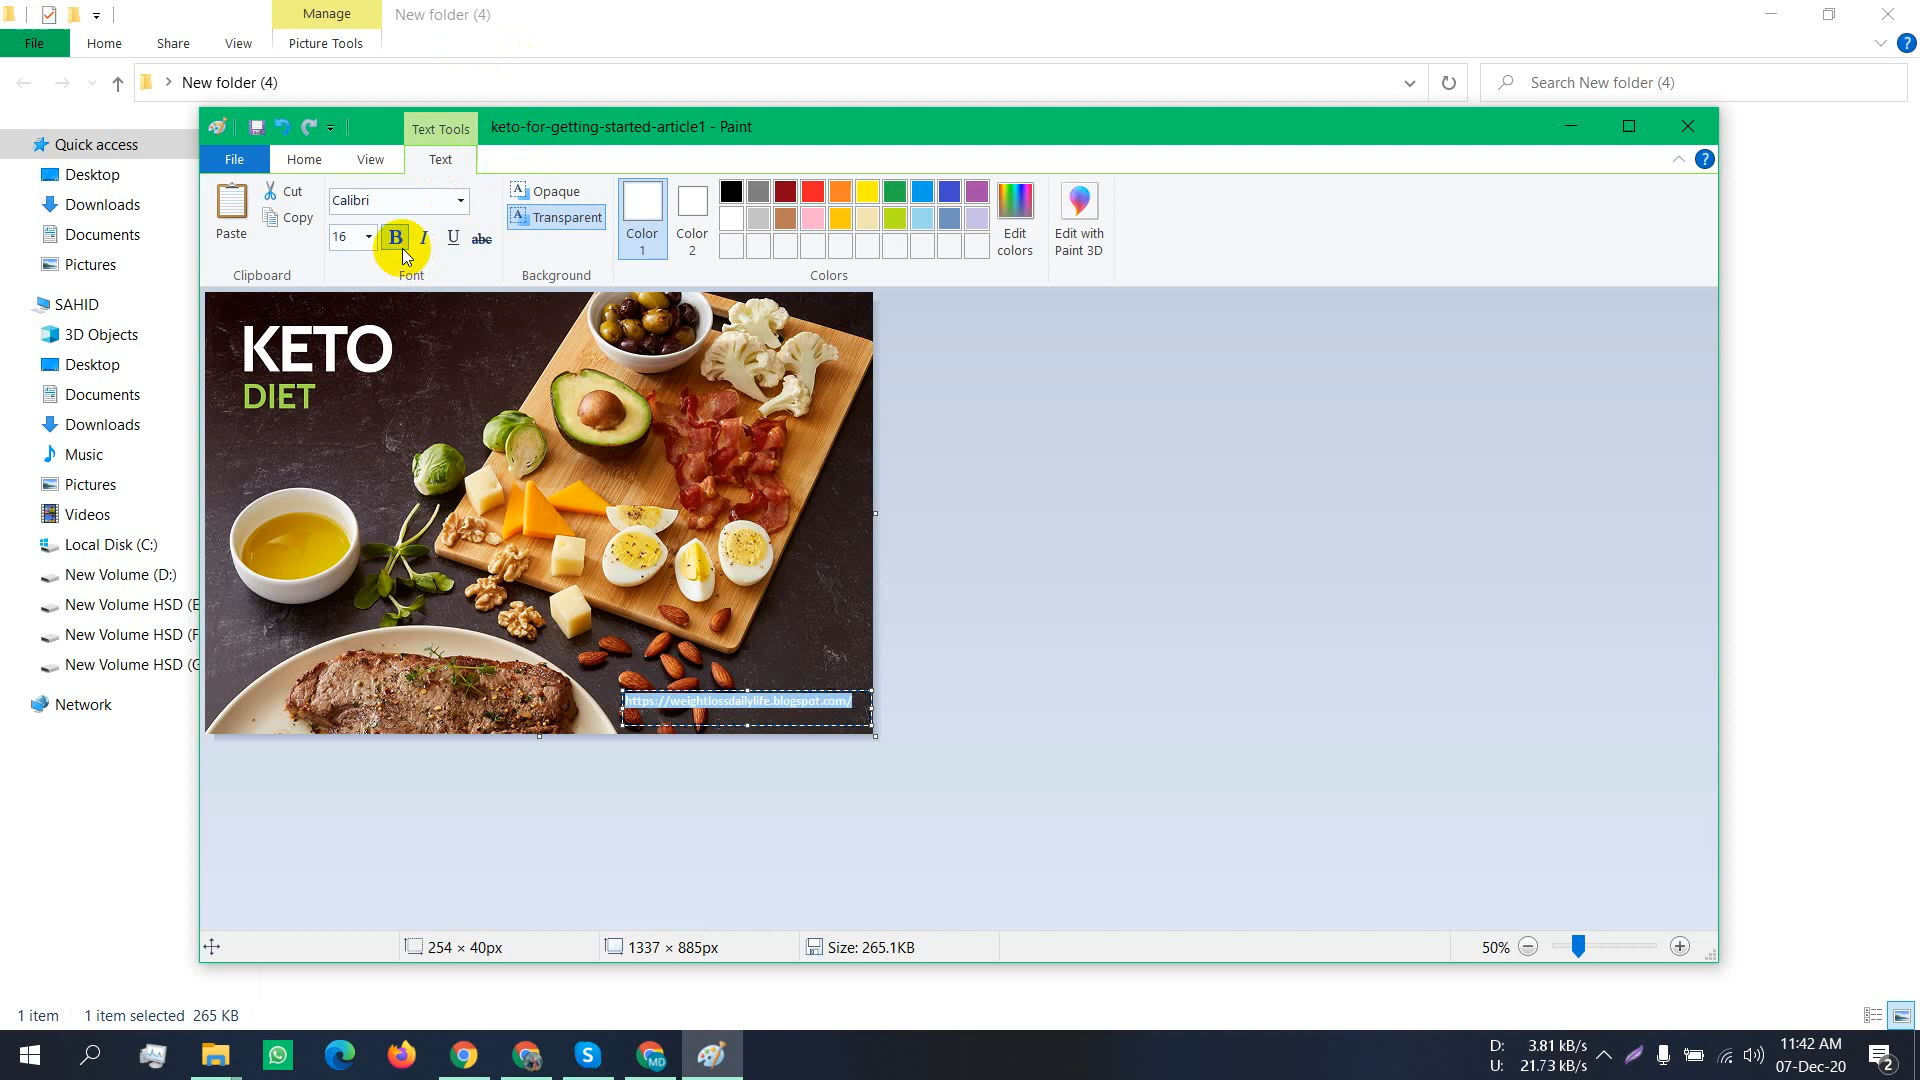 Manage
New folder (4)
File
Home
Share
View
Picture Tools
New folder (4)
Search New folder (4)
Text Tools
keto-for-getting-started-article1 - Paint
File
Home
View
Text
Quick access
Desktop
Downloads
Documents
Pictures
SAHID
3D Objects
Desktop
Documents
Downloads
Music
Pictures
Videos
Local Disk (C:)
New Volume (D:)
New Volume HSD (E
New Volume HSD (F
New Volume HSD (G
Network
Paste
Cut
Copy
Clipboard
Calibri
16
B I U abc
Font
Opaque
Transparent
Background
Color 1
Color 2
Colors
Edit colors
Edit with Paint 3D
KETO
DIET
https://weightlossdailylife.blogspot.com/
254 × 40px
1337 × 885px
Size: 265.1KB
50%
1 item
1 item selected 265 KB
MD
D: 3.81 kB/s
U: 21.73 kB/s
11:42 AM
07-Dec-20
2